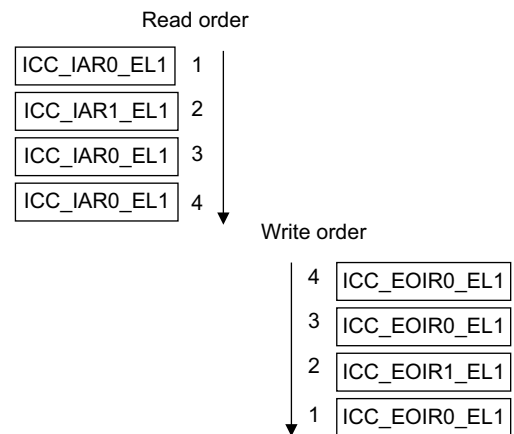 Read order
ICC_IAR0_EL1 1
ICC_IAR1_EL1 2
ICC_IAR0_EL1 3
ICC_IAR0_EL1 4
Write order
4 ICC_EOIR0_EL1
3 ICC_EOIR0_EL1
2 ICC_EOIR1_EL1
1 ICC_EOIR0_EL1